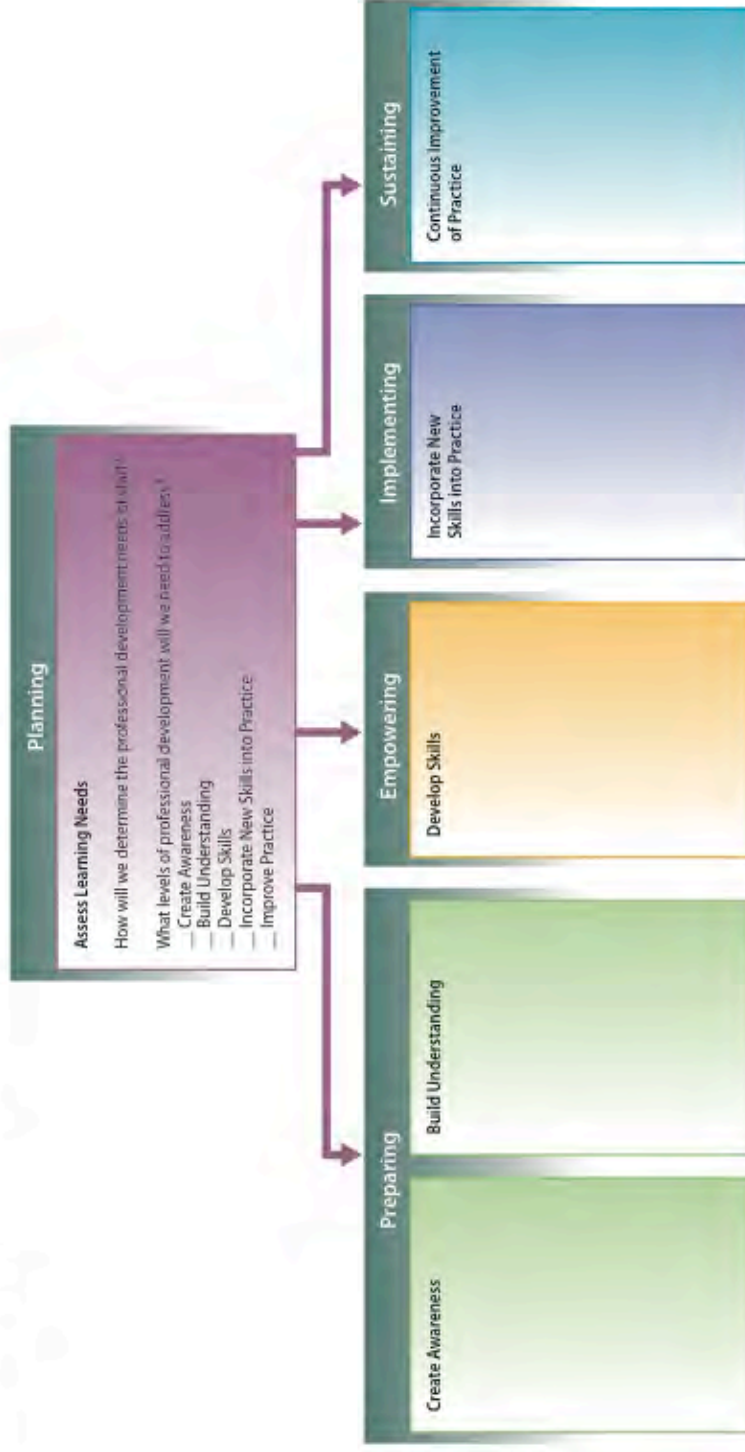 Planning
Assess Learning Needs
How will we determine the professional development needs of staff?
What levels of professional development will we need to address?
_ Create Awareness
_ Build Understanding
_ Develop Skills
_ Incorporate New Skills into Practice
_ Improve Practice
Preparing
Create Awareness
Build Understanding
Empowering
Develop Skills
Implementing
Incorporate New
Skills into Practice
Sustaining
Continuous Improvement
of Practice